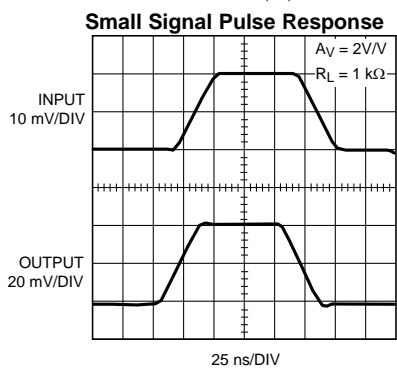 Small Signal Pulse Response
AV = 2V/V
RL = 1 kΩ
INPUT
10 mV/DIV
OUTPUT
20 mV/DIV
25 ns/DIV